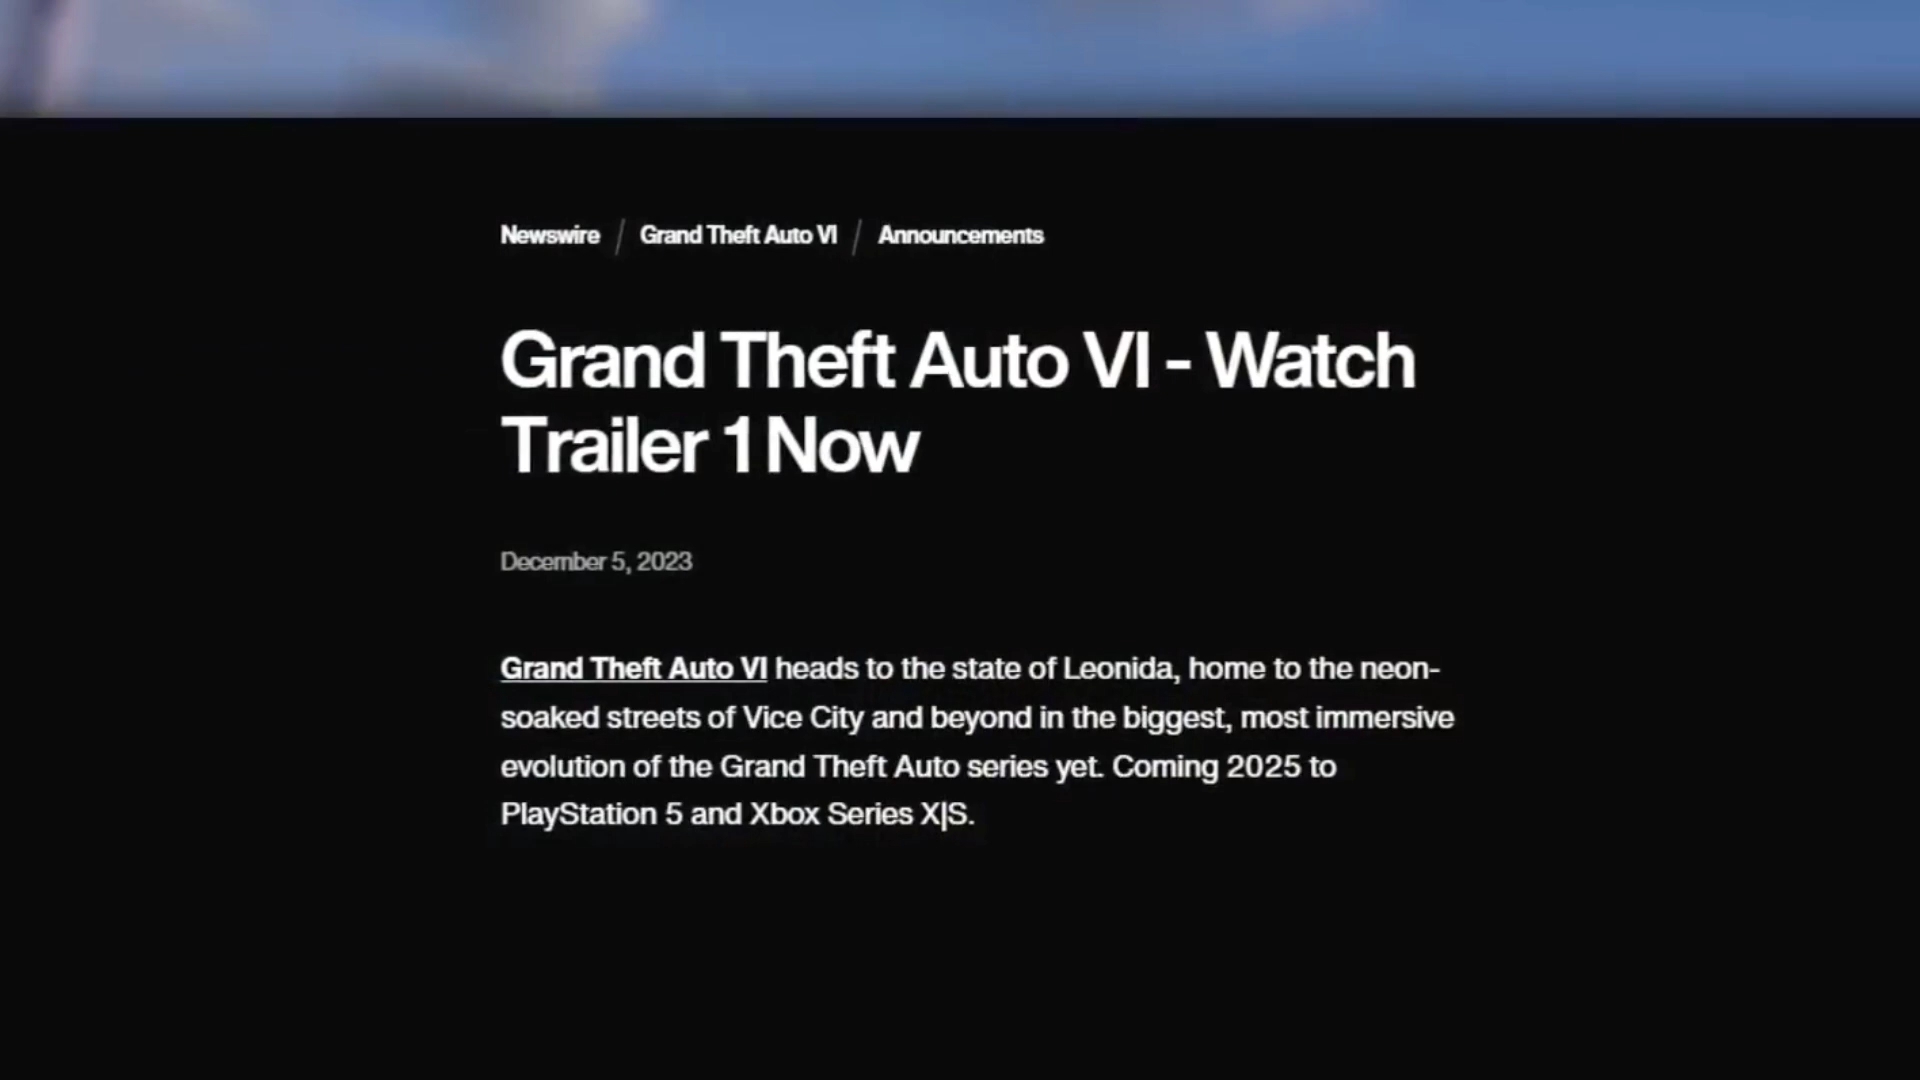 Newswire / Grand Theft Auto VI / Announcements
Grand Theft Auto VI - Watch
Trailer 1 Now
December 5, 2023
Grand Theft Auto VI heads to the state of Leonida, home to the neon-
soaked streets of Vice City and beyond in the biggest, most immersive
evolution of the Grand Theft Auto series yet. Coming 2025 to
PlayStation 5 and Xbox Series X|S.